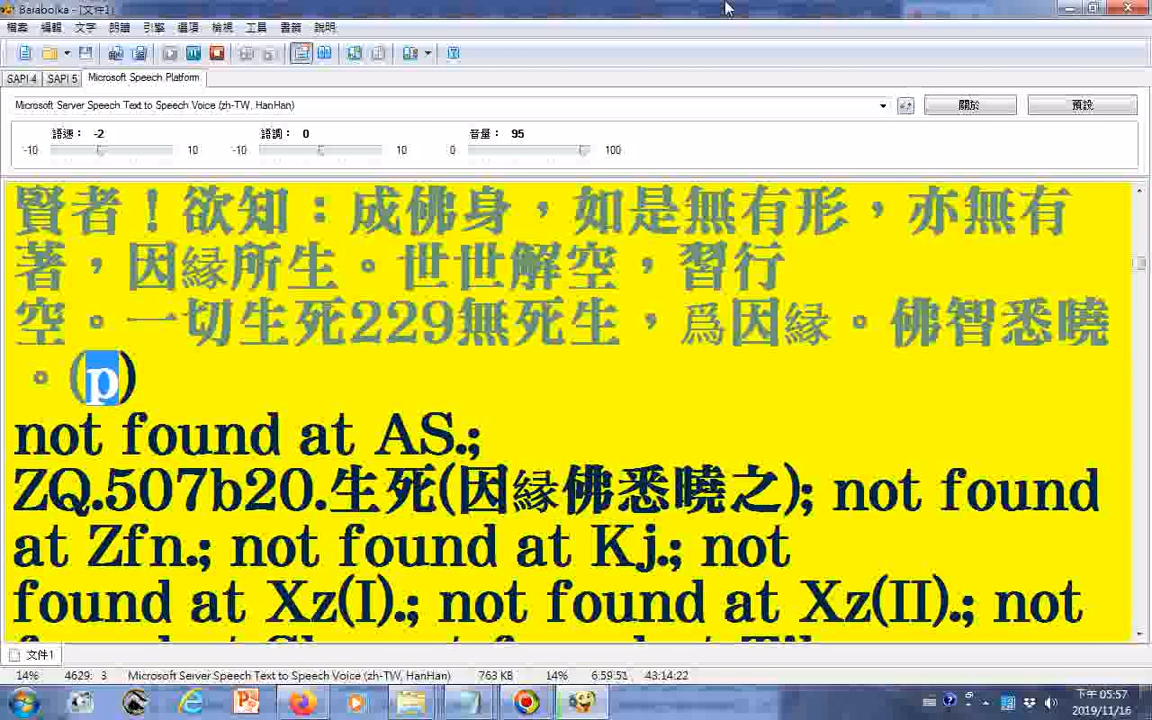 Balabolka - [文件1]
檔案 編輯 文字 朗讀 引擎 選項 檢視 工具 書籤 說明
SAPI 4 SAPI 5 Microsoft Speech Platform
Microsoft Server Speech Text to Speech Voice (zh-TW, HanHan) 關於 預設
語速： -2 語調： 0 音量： 95
-10 10 -10 10 0 100
賢者！欲知：成佛身，如是無有形，亦無有
著，因緣所生。世世解空，習行
空。一切生死229無死生，爲因緣。佛智悉曉
。(p)
not found at AS.;
ZQ.507b20.生死(因緣佛悉曉之); not found
at Zfn.; not found at Kj.; not
found at Xz(I).; not found at Xz(II).; not
文件1
14% 4629: 3 Microsoft Server Speech Text to Speech Voice (zh-TW, HanHan) 763 KB 14% 6:59:51 43:14:22
下午 05:57
2019/11/16